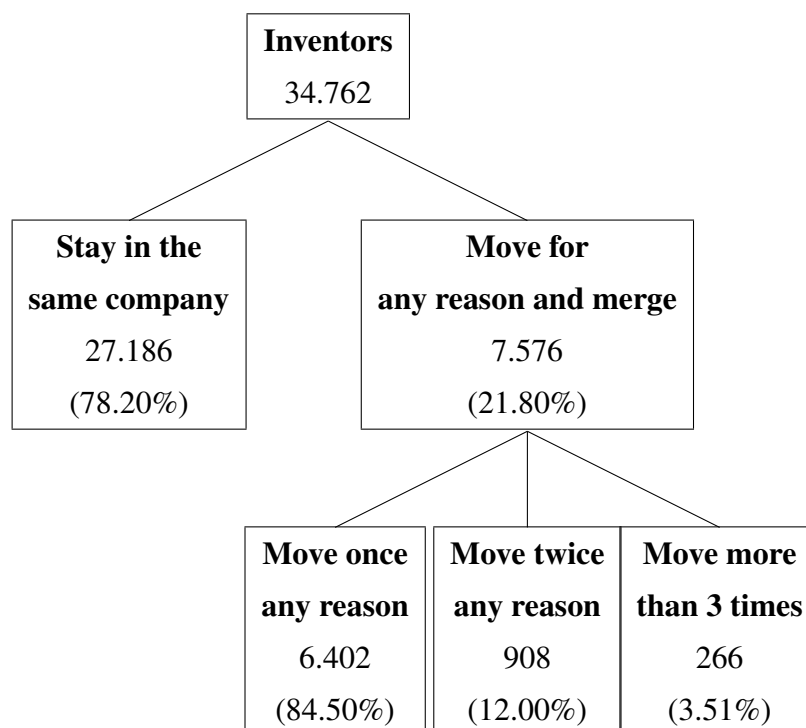 Inventors
34.762
Stay in the
same company
27.186
(78.20%)
Move for
any reason and merge
7.576
(21.80%)
Move once
any reason
6.402
(84.50%)
Move twice
any reason
908
(12.00%)
Move more
than 3 times
266
(3.51%)